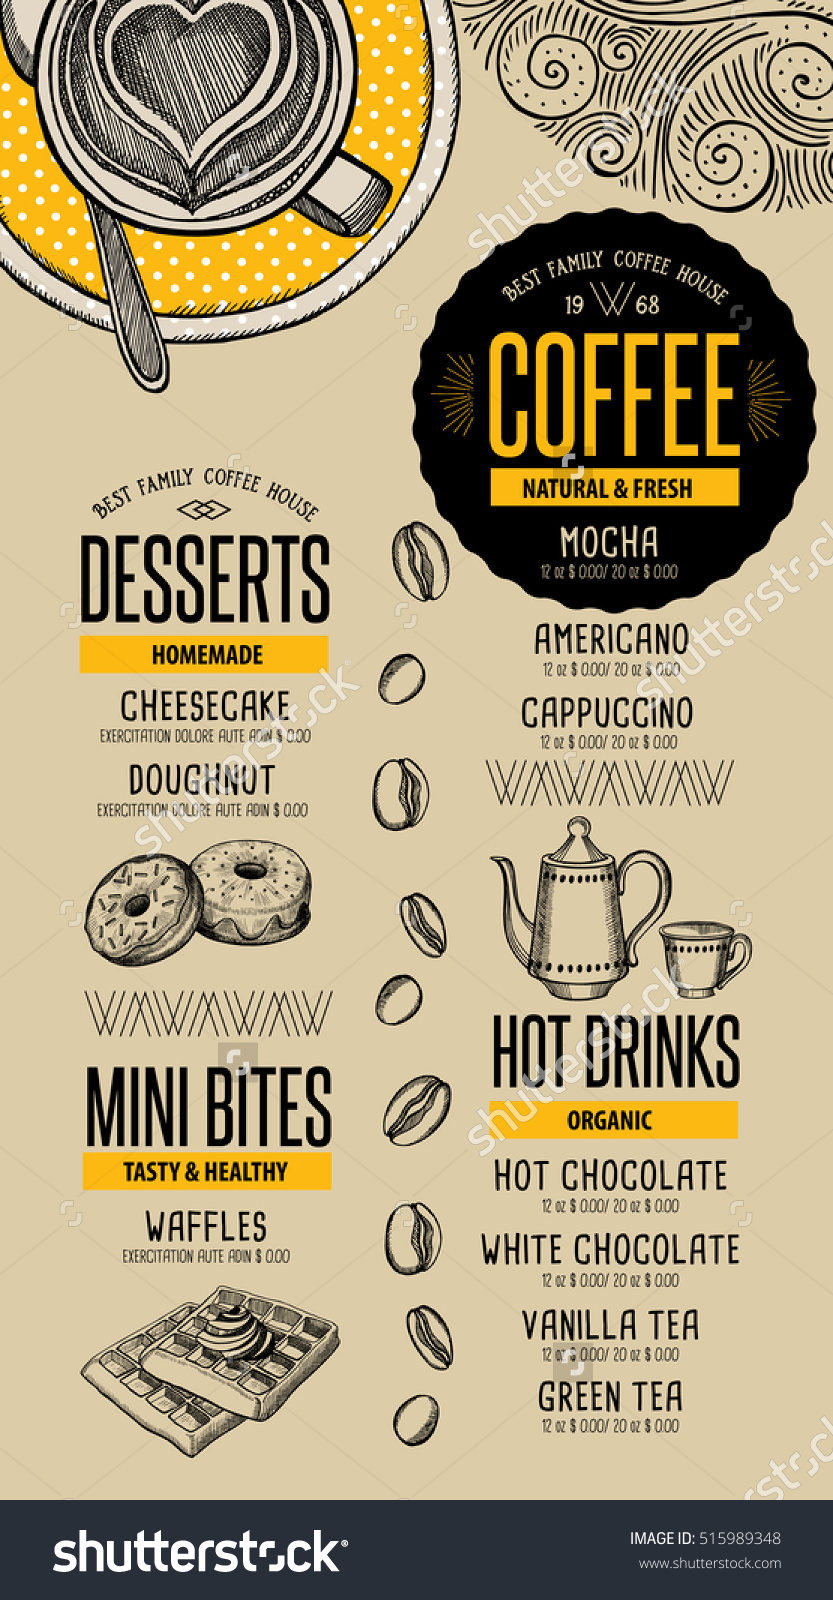 BEST FAMILY COFFEE HOUSE
19 68
COFFEE
NATURAL & FRESH
MOCHA
12 oz $ 0.00/ 20 oz $ 0.00
AMERICANO
12 oz $ 0.00/ 20 oz $ 0.00
CAPPUCCINO
12 oz $ 0.00/ 20 oz $ 0.00
BEST FAMILY COFFEE HOUSE
DESSERTS
HOMEMADE
CHEESECAKE
EXERCITATION DOLORE AUTE ADIN $ 0.00
DOUGHNUT
EXERCITATION DOLORE AUTE ADIN $ 0.00
MINI BITES
TASTY & HEALTHY
WAFFLES
EXERCITATION AUTE ADIN $ 0.00
HOT DRINKS
ORGANIC
HOT CHOCOLATE
12 oz $ 0.00/ 20 oz $ 0.00
WHITE CHOCOLATE
12 oz $ 0.00/ 20 oz $ 0.00
VANILLA TEA
12 oz $ 0.00/ 20 oz $ 0.00
GREEN TEA
12 oz $ 0.00/ 20 oz $ 0.00
shutterstock
shutterstock
shutterstock
shutterstock
shutterstock
IMAGE ID: 515989348
www.shutterstock.com